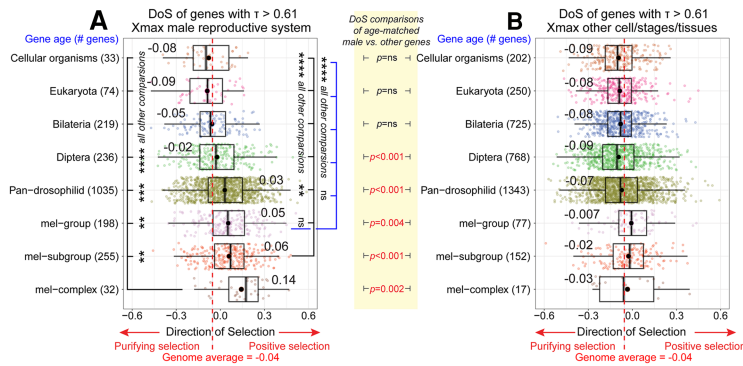 A
DoS of genes with τ > 0.61
Xmax male reproductive system
Gene age (# genes)
Cellular organisms (33)
Eukaryota (74)
Bilateria (219)
Diptera (236)
Pan-drosophilid (1035)
mel-group (198)
mel-subgroup (255)
mel-complex (32)
-0.08
-0.09
-0.05
-0.02
0.03
0.05
0.06
0.14
**** all other comparsions
***
**
**
**** all other comparsions
**
ns
**** all other comparsions
ns
−0.6
−0.3
0.0
0.3
0.6
Direction of Selection
Purifying selection
Positive selection
Genome average = -0.04
DoS comparisons
of age-matched
male vs. other genes
p=ns
p=ns
p=ns
p<0.001
p<0.001
p=0.004
p<0.001
p=0.002
B
DoS of genes with τ > 0.61
Xmax other cell/stages/tissues
Gene age (# genes)
Cellular organisms (202)
Eukaryota (250)
Bilateria (725)
Diptera (768)
Pan-drosophilid (1343)
mel-group (77)
mel-subgroup (152)
mel-complex (17)
-0.09
-0.08
-0.08
-0.09
-0.07
-0.007
-0.02
-0.03
−0.6
−0.3
0.0
0.3
0.6
Direction of Selection
Purifying selection
Positive selection
Genome average = -0.04